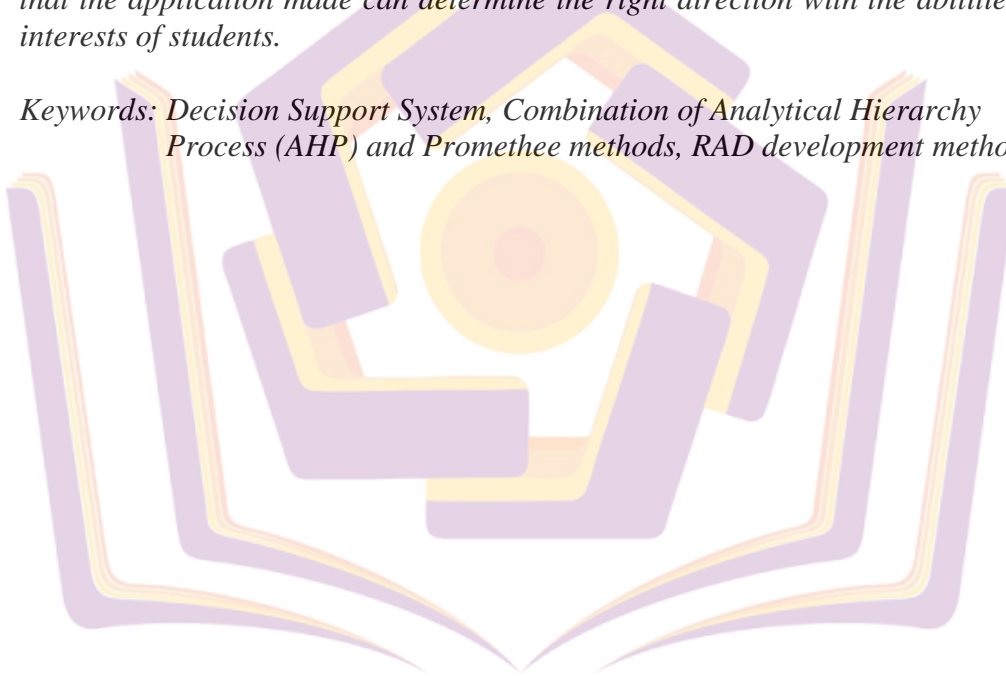 that the application made can determine the right direction with the abilities
interests of students.
Keywords: Decision Support System, Combination of Analytical Hierarchy
Process (AHP) and Promethee methods, RAD development